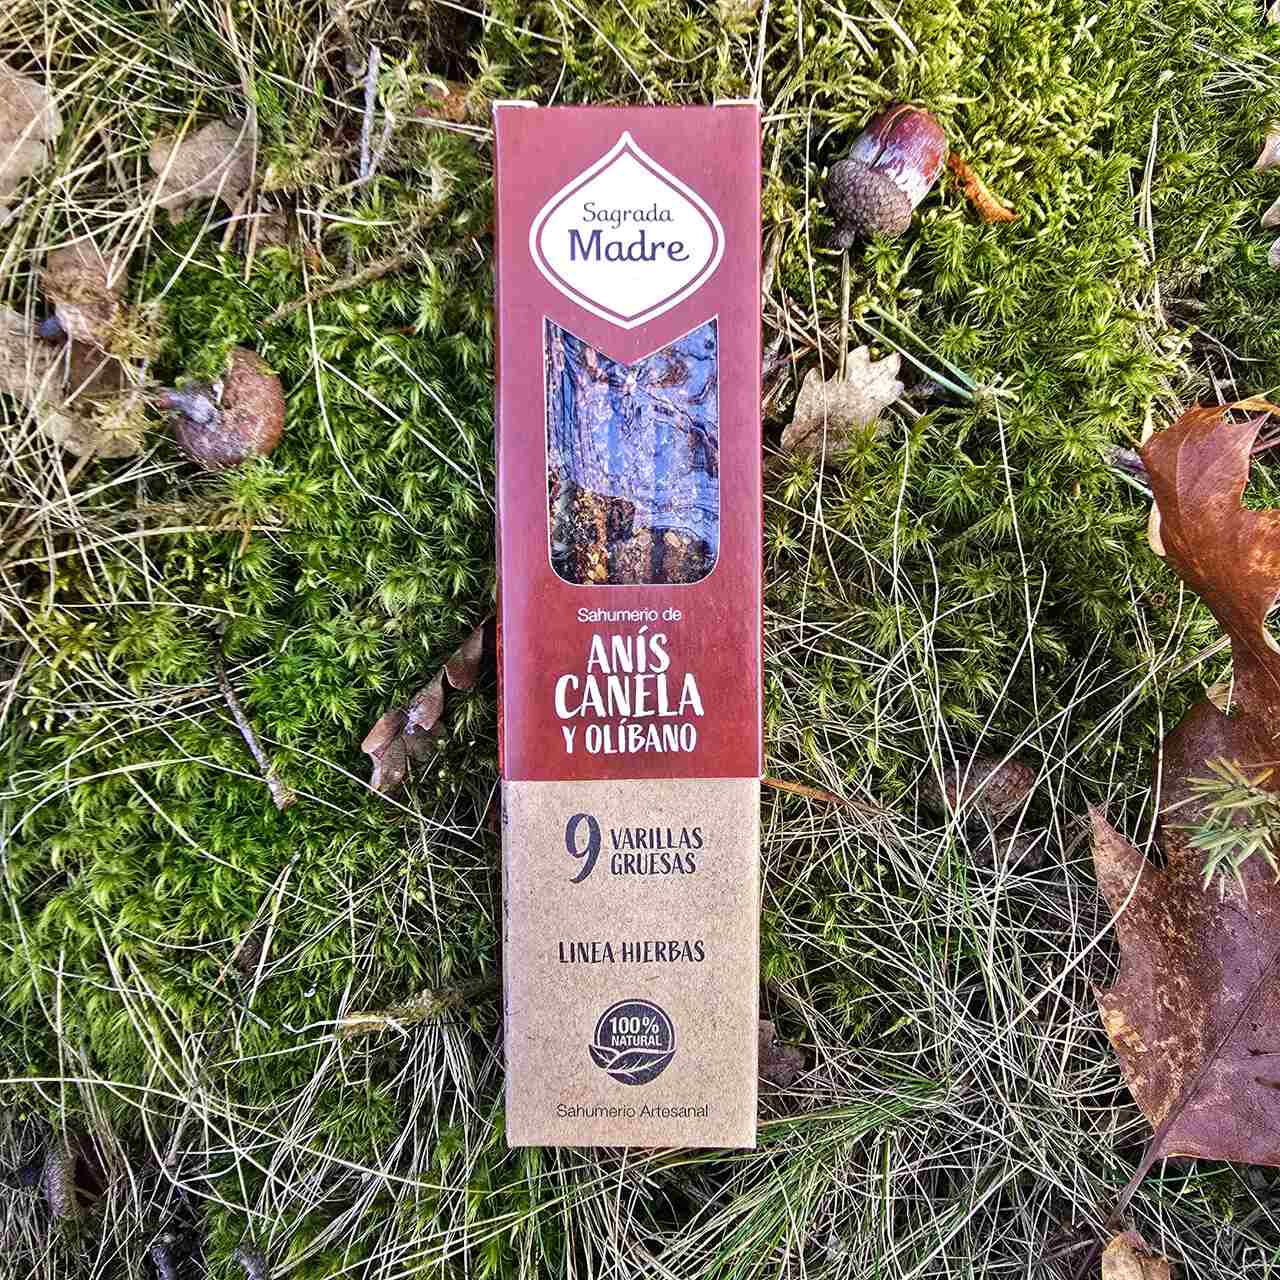 Sagrada
Madre
Sahumerio de
ANÍS
CANELA
Y OLÍBANO
9 VARILLAS
GRUESAS
LINEA HIERBAS
100%
NATURAL
Sahumerio Artesanal